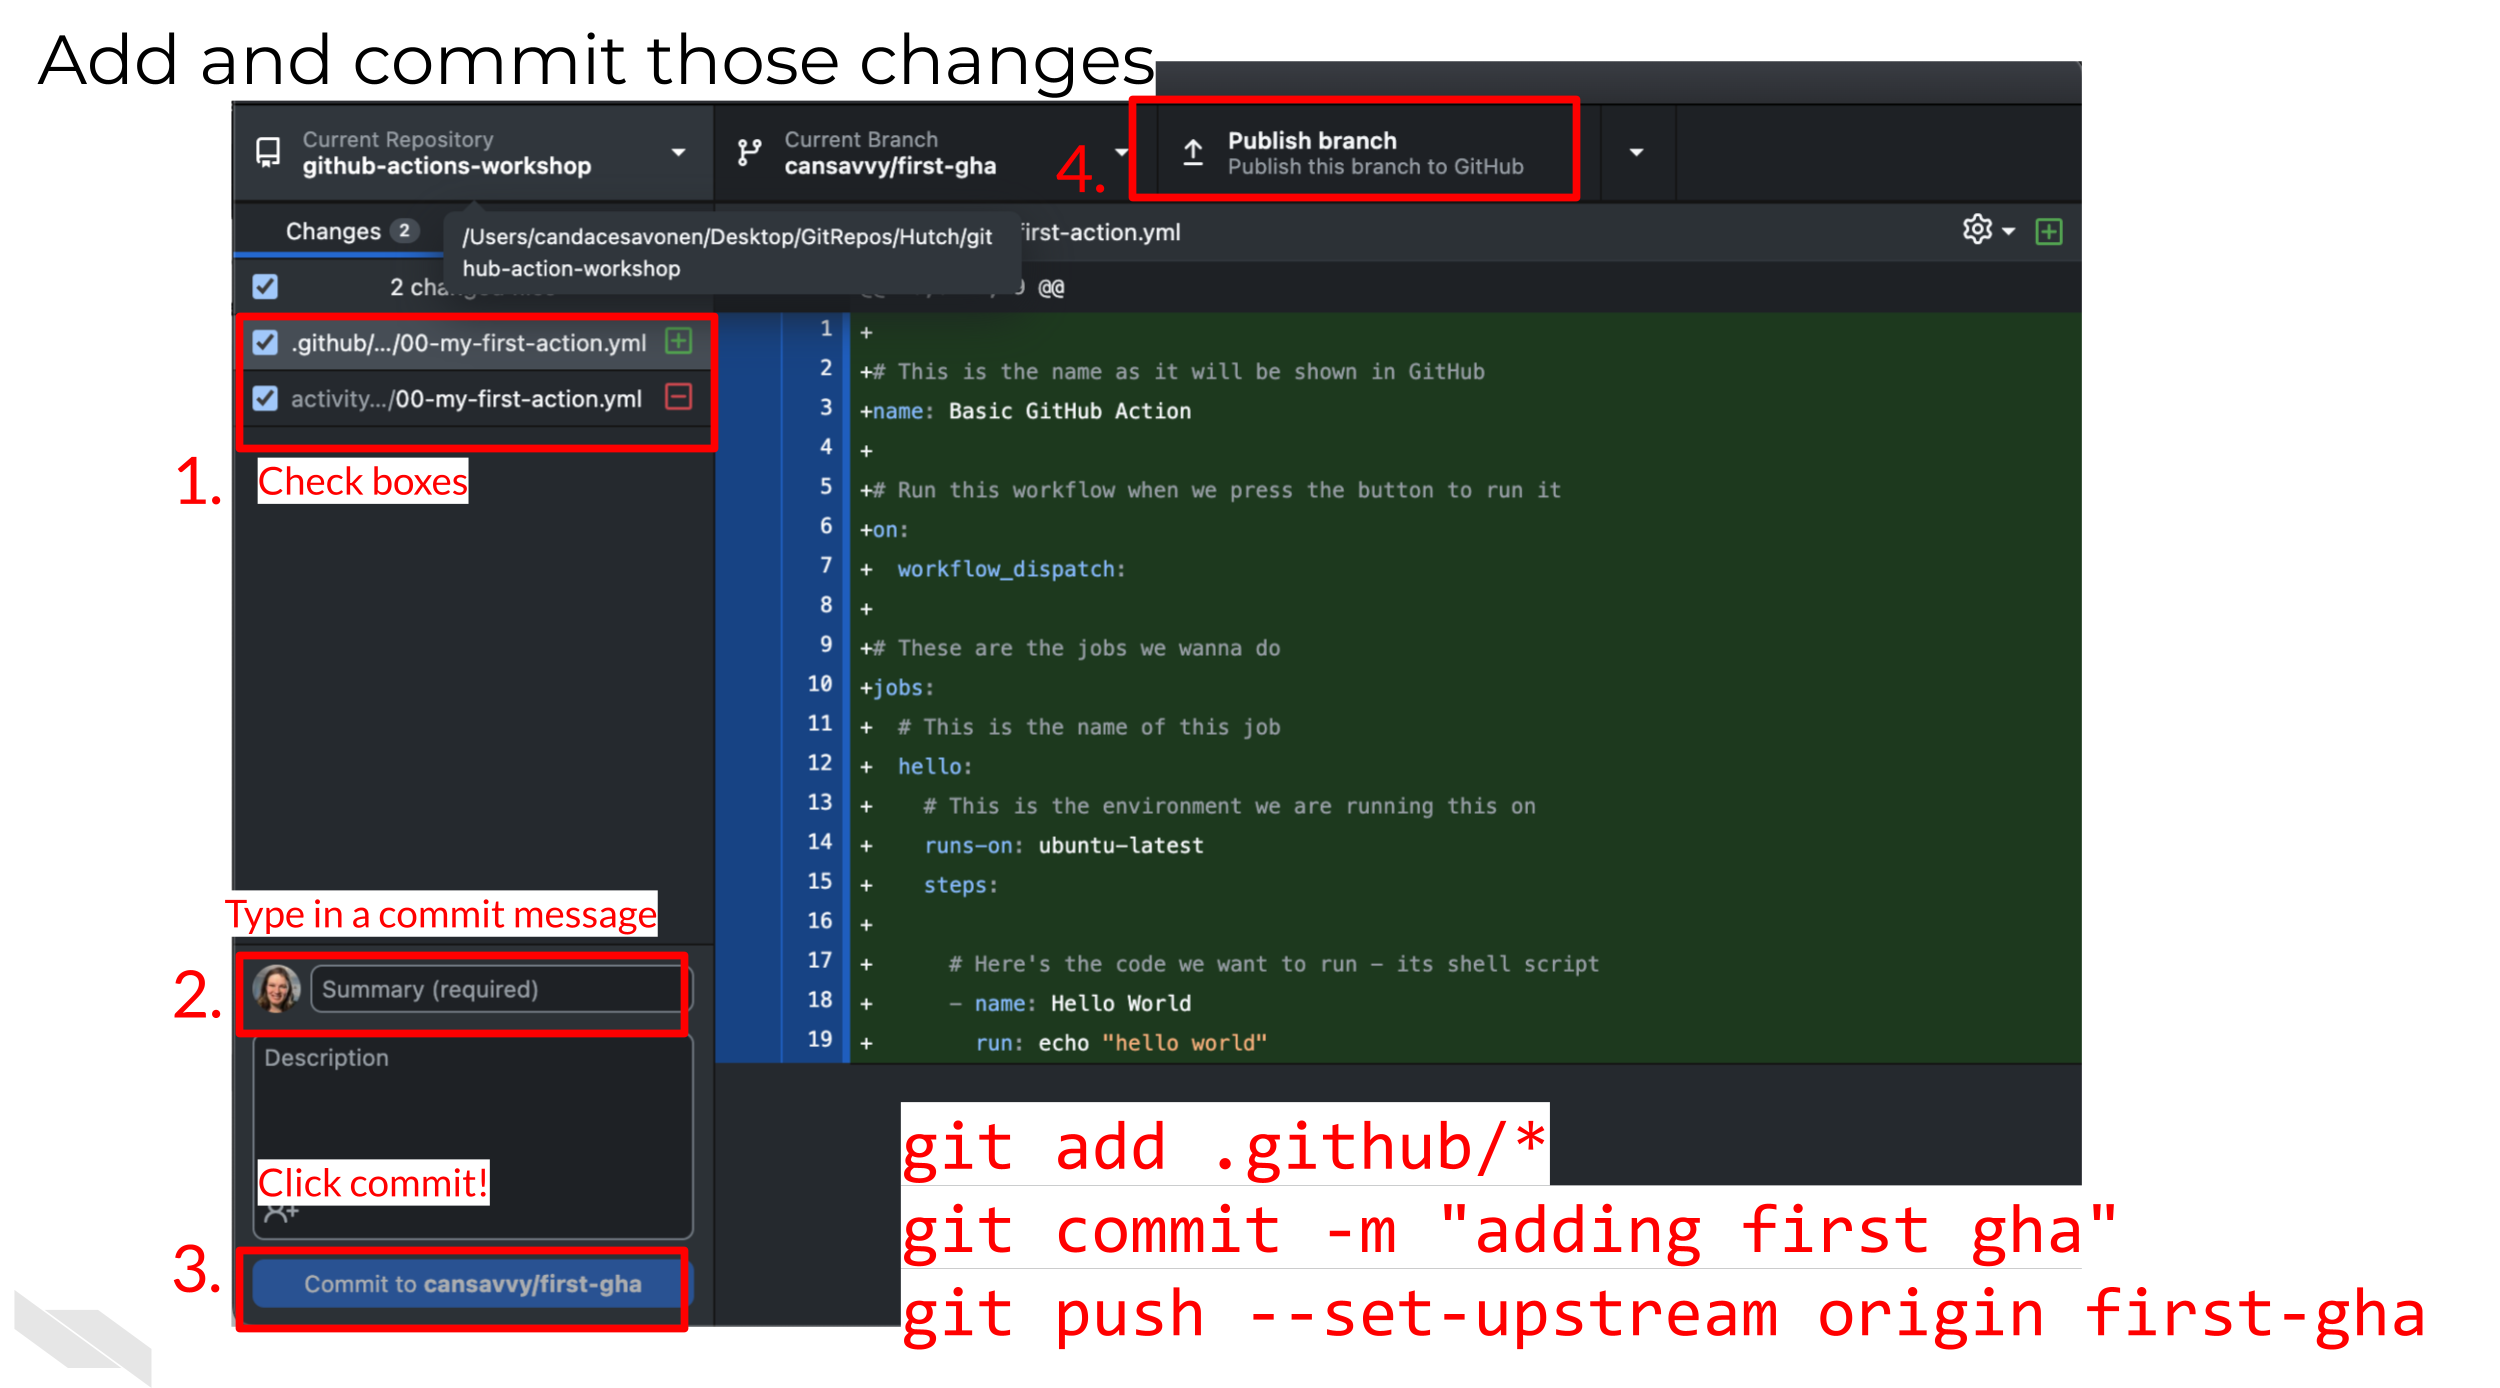 Add and commit those changes
Current Repository
github-actions-workshop
Current Branch
cansavvy/first-gha
4.
Publish branch
Publish this branch to GitHub
Changes 2
/Users/candacesavonen/Desktop/GitRepos/Hutch/git
hub-action-workshop
irst-action.yml
2
@@
.github/.../00-my-first-action.yml
activity.../00-my-first-action.yml
1.
Check boxes
1 +
2 +# This is the name as it will be shown in GitHub
3 +name: Basic GitHub Action
4 +
5 +# Run this workflow when we press the button to run it
6 +on:
7 +  workflow_dispatch:
8 +
9 +# These are the jobs we wanna do
10 +jobs:
11 +  # This is the name of this job
12 +  hello:
13 +    # This is the environment we are running this on
14 +    runs-on: ubuntu-latest
15 +    steps:
16 +
17 +      # Here's the code we want to run – its shell script
18 +      – name: Hello World
19 +        run: echo "hello world"
Type in a commit message
2.
Summary (required)
Description
Click commit!
3.
Commit to cansavvy/first-gha
git add .github/*
git commit -m "adding first gha"
git push --set-upstream origin first-gha